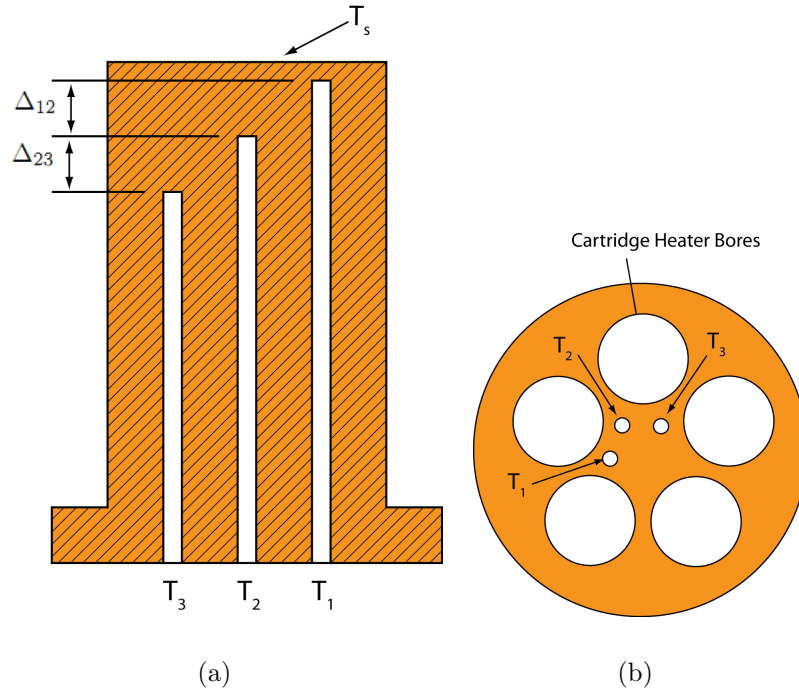 Tₛ
Δ₁₂
Δ₂₃
T₃ T₂ T₁
(a)
Cartridge Heater Bores
T₂
T₃
T₁
(b)